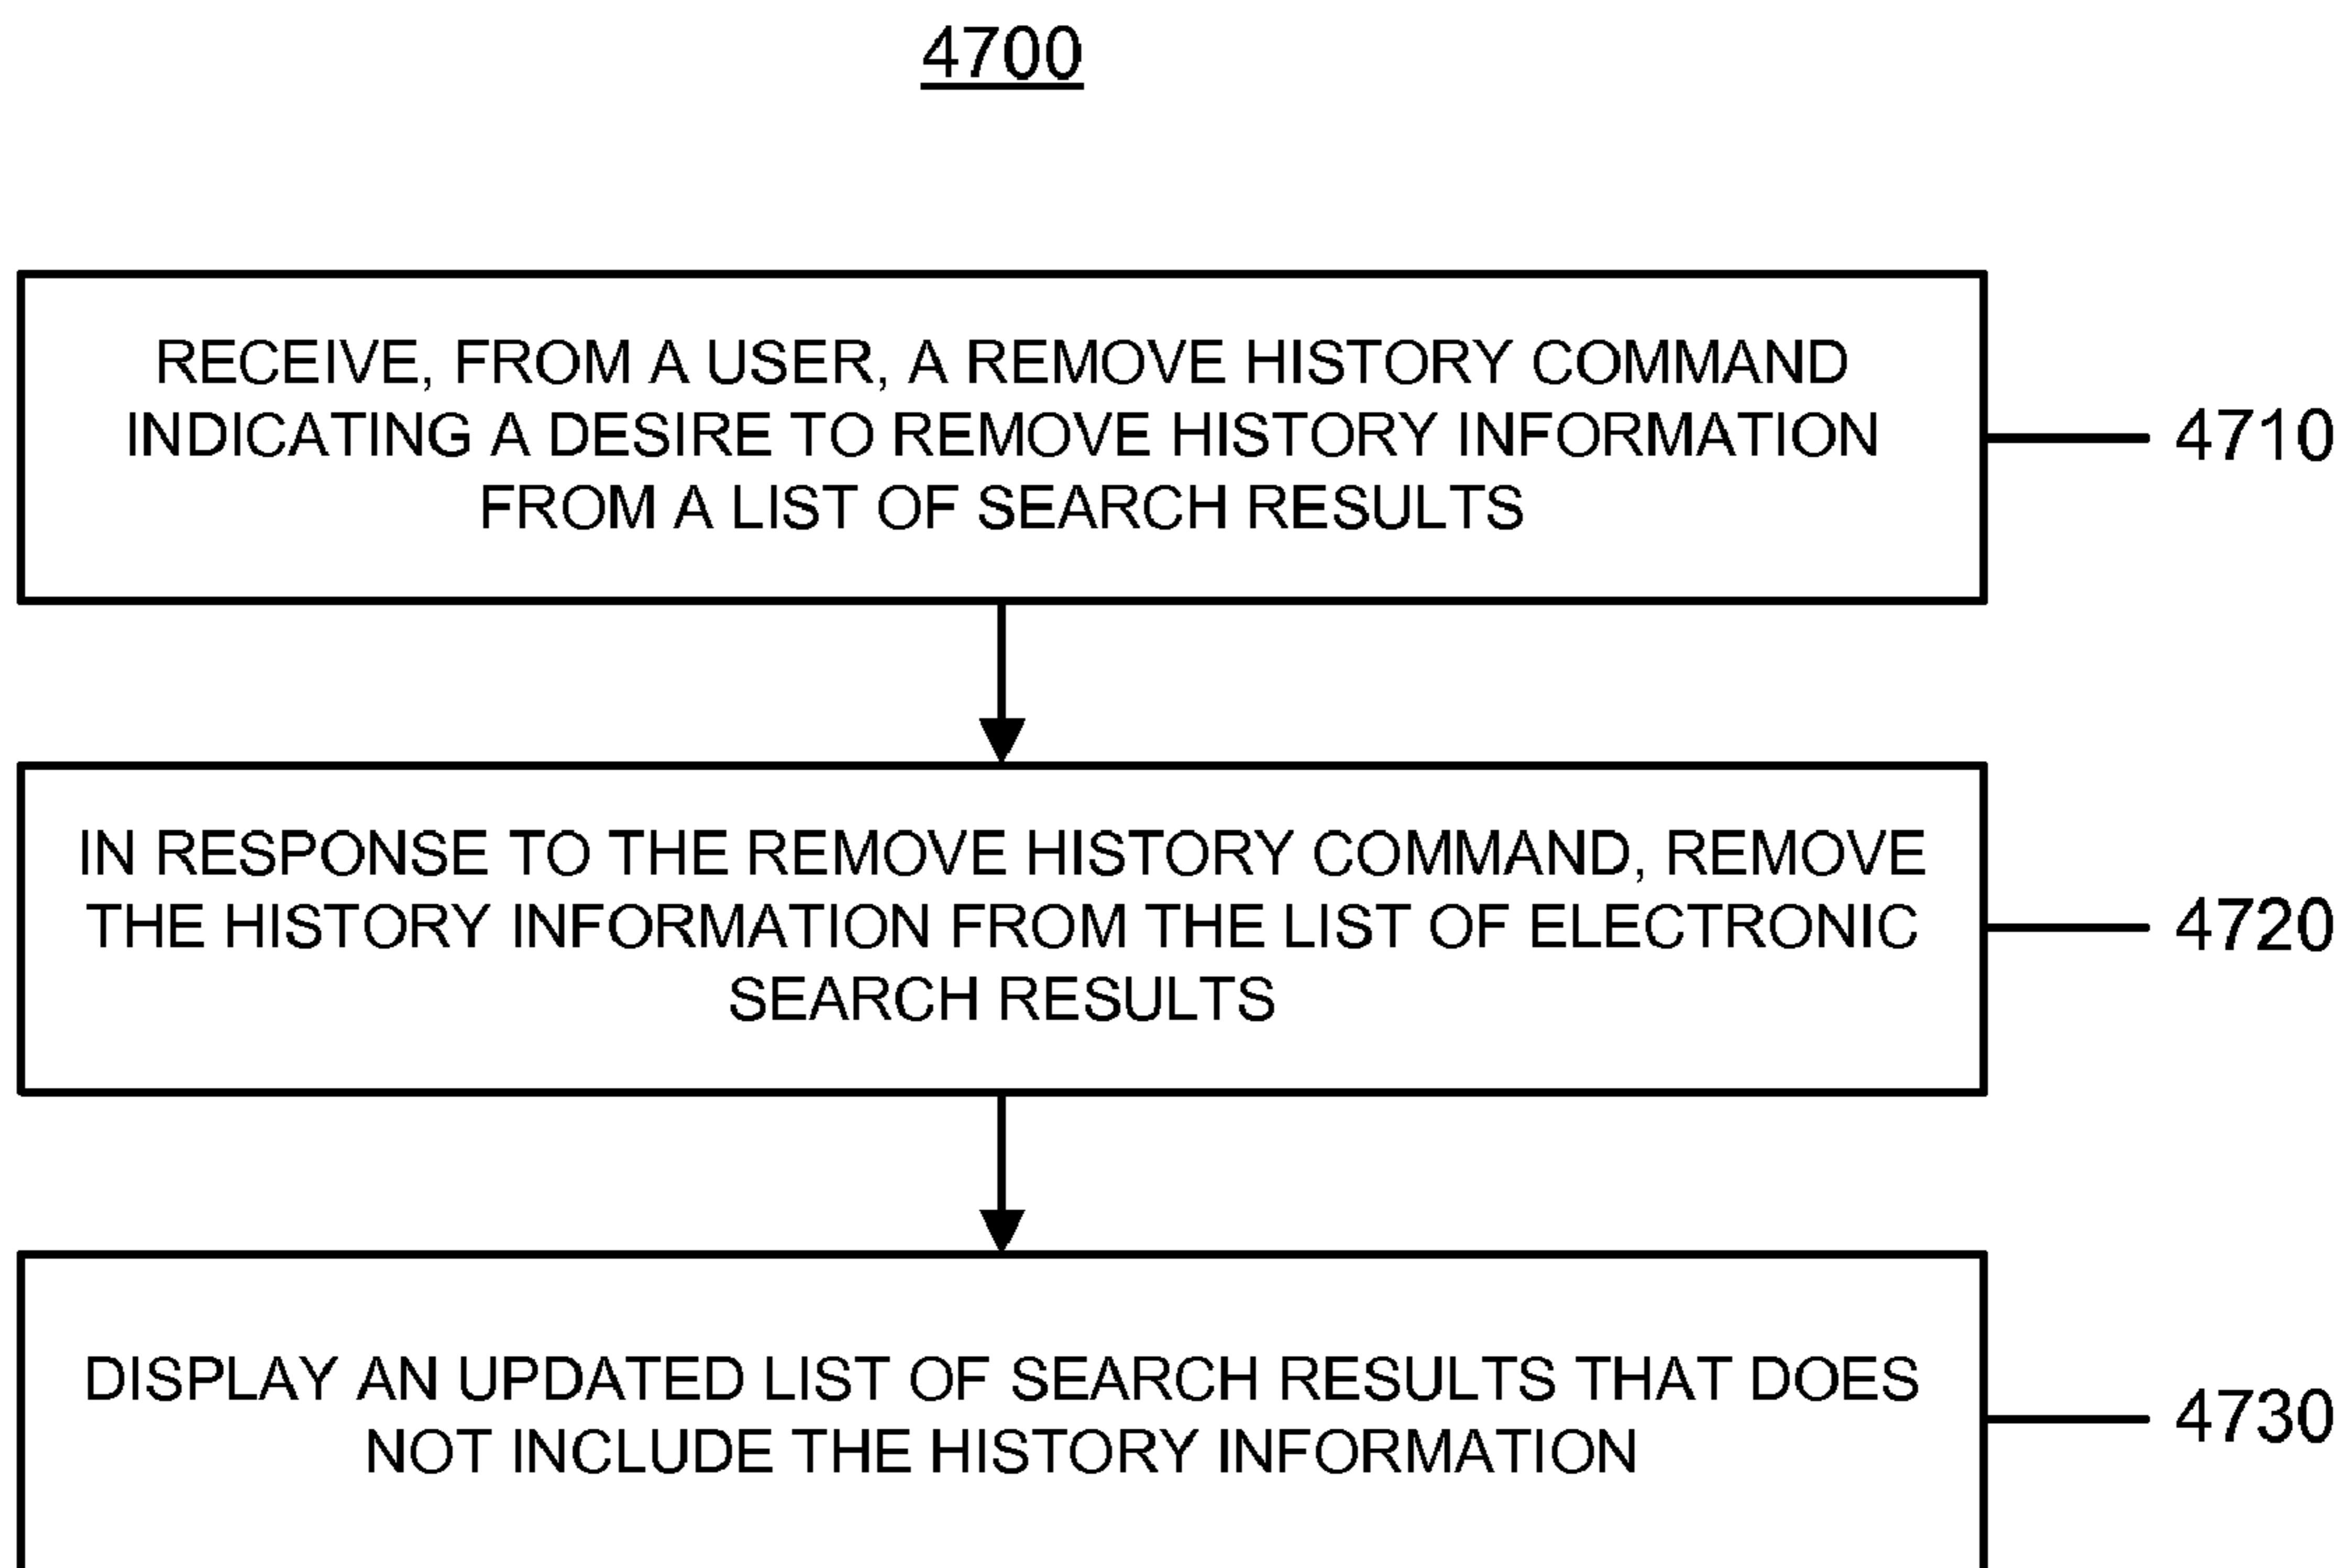 4700
RECEIVE, FROM A USER, A REMOVE HISTORY COMMAND
INDICATING A DESIRE TO REMOVE HISTORY INFORMATION
FROM A LIST OF SEARCH RESULTS
4710
IN RESPONSE TO THE REMOVE HISTORY COMMAND, REMOVE
THE HISTORY INFORMATION FROM THE LIST OF ELECTRONIC
SEARCH RESULTS
4720
DISPLAY AN UPDATED LIST OF SEARCH RESULTS THAT DOES
NOT INCLUDE THE HISTORY INFORMATION
4730